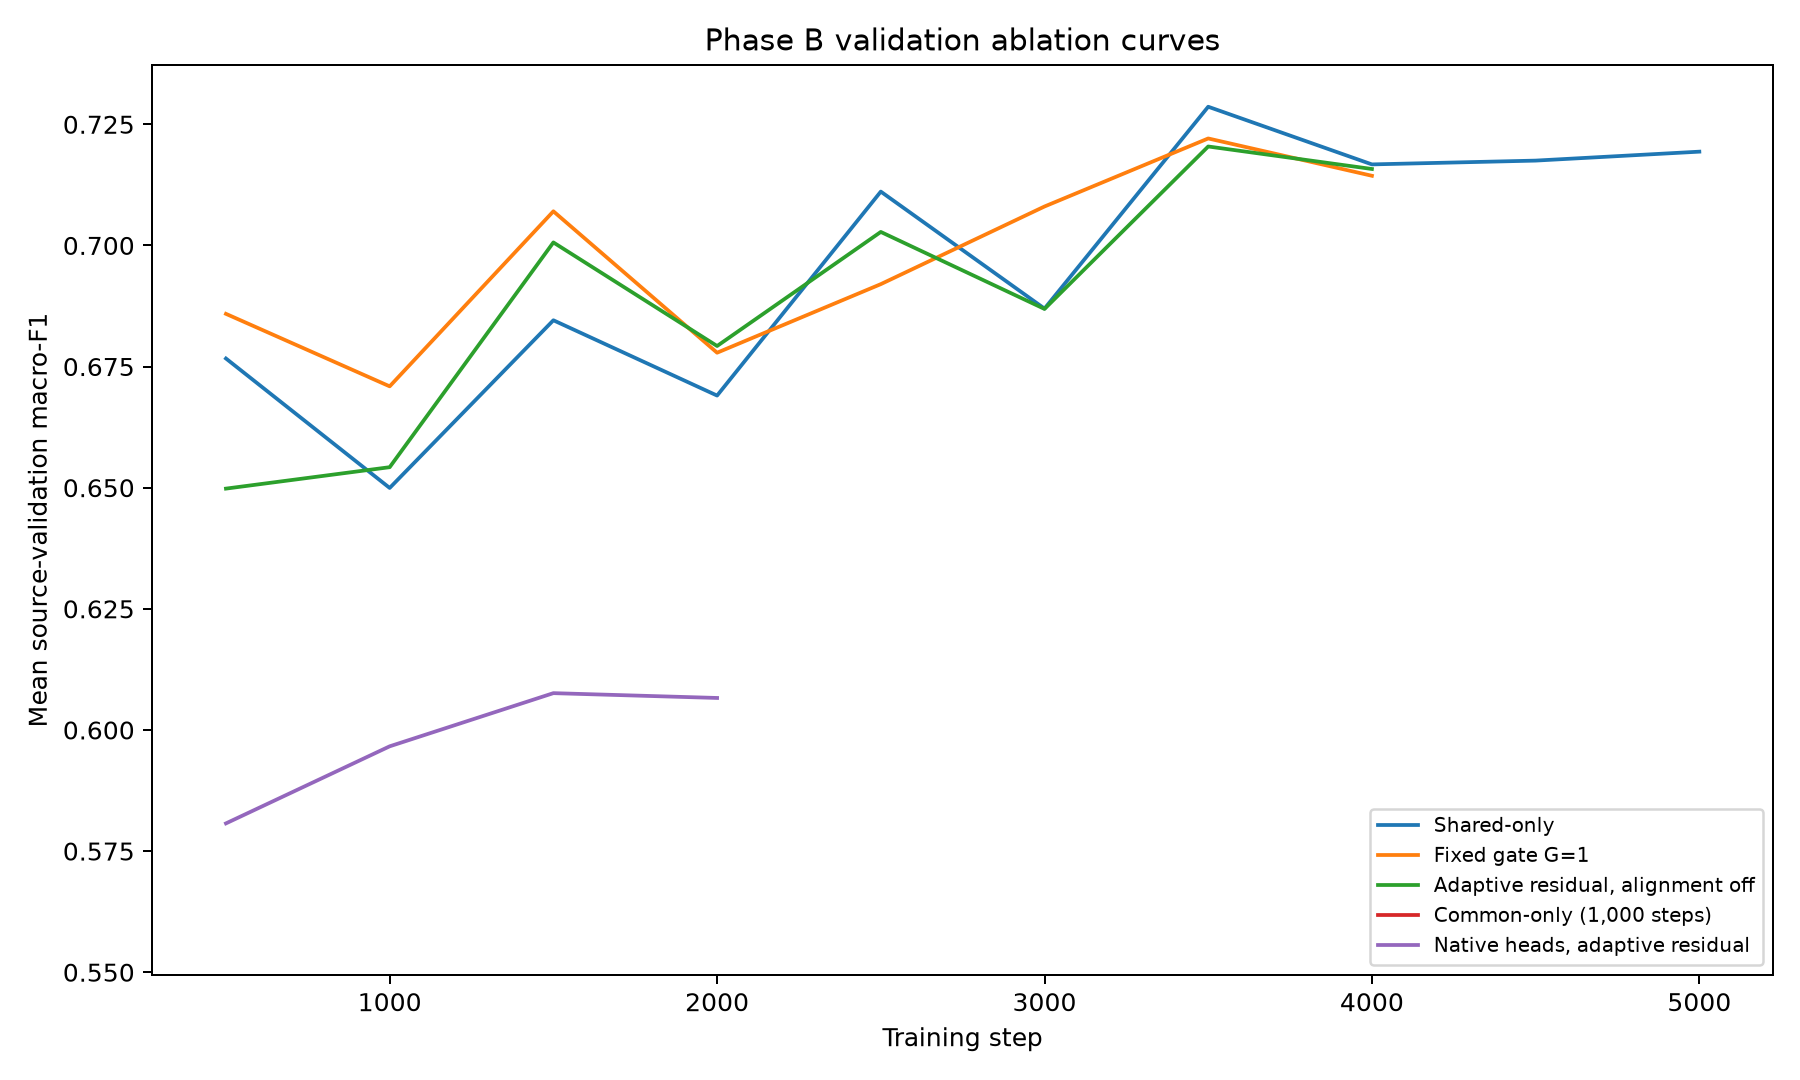 Phase B validation ablation curves
Mean source-validation macro-F1
0.725
0.700
0.675
0.650
0.625
0.600
0.575
0.550
1000 2000 3000 4000 5000
Training step
Shared-only
Fixed gate G=1
Adaptive residual, alignment off
Common-only (1,000 steps)
Native heads, adaptive residual